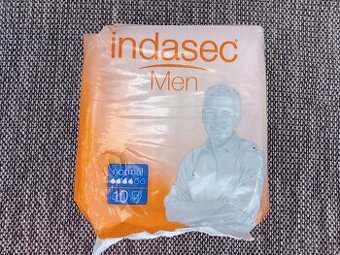 indasec®
Men
normal
10